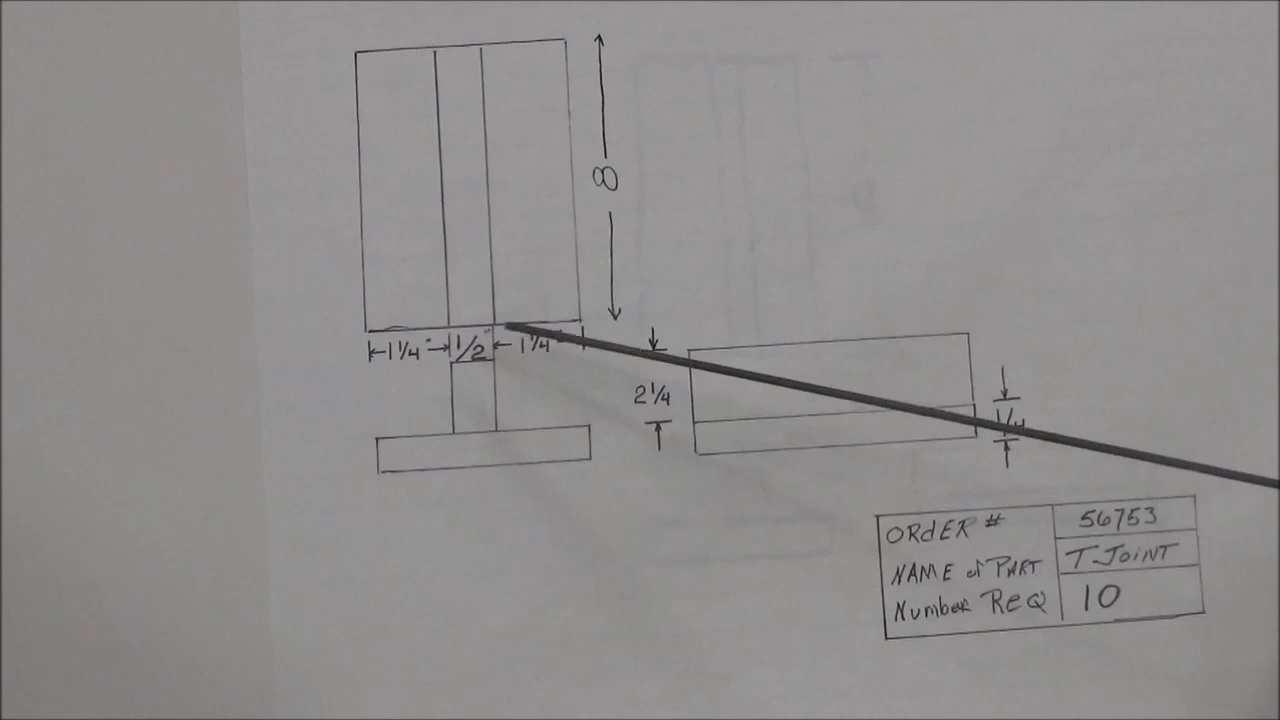 8
1 1/4" 1/2" 1 1/4"
2 1/4
1/4
ORdER # 56753
NAME of PART T-JOINT
Number REQ 10